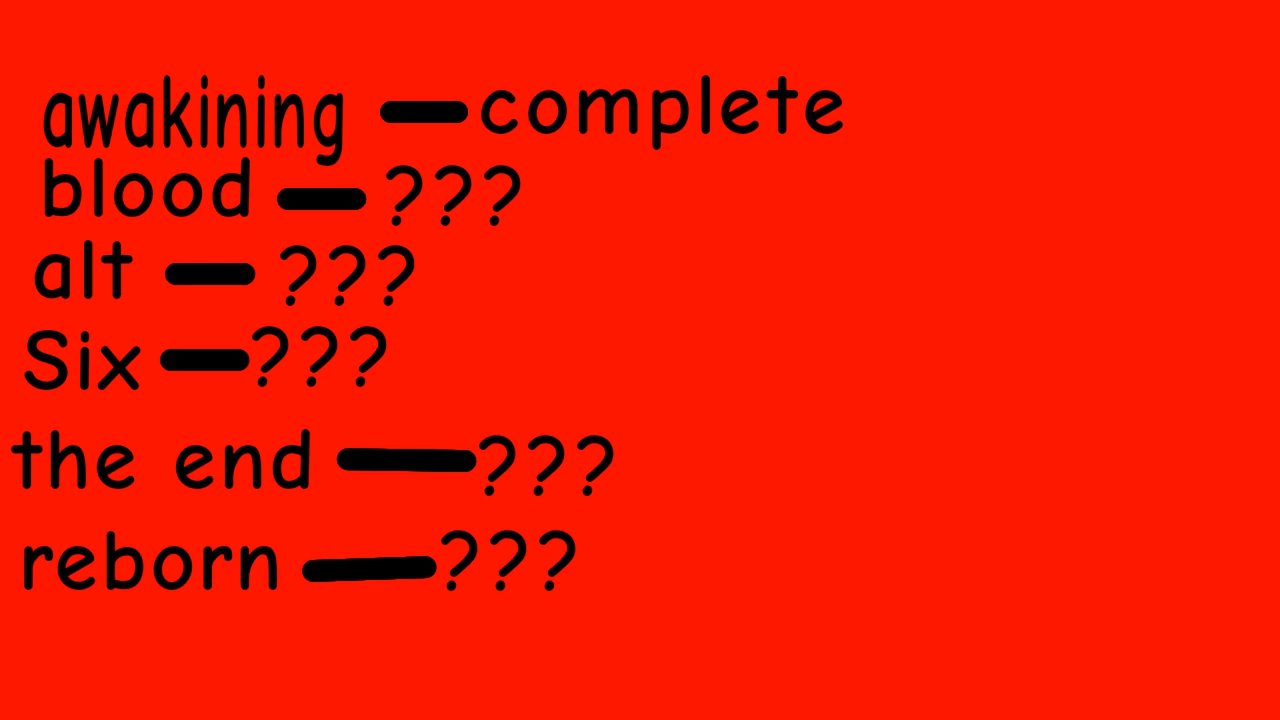 awakining - complete
blood - ???
alt - ???
Six - ???
the end - ???
reborn - ???